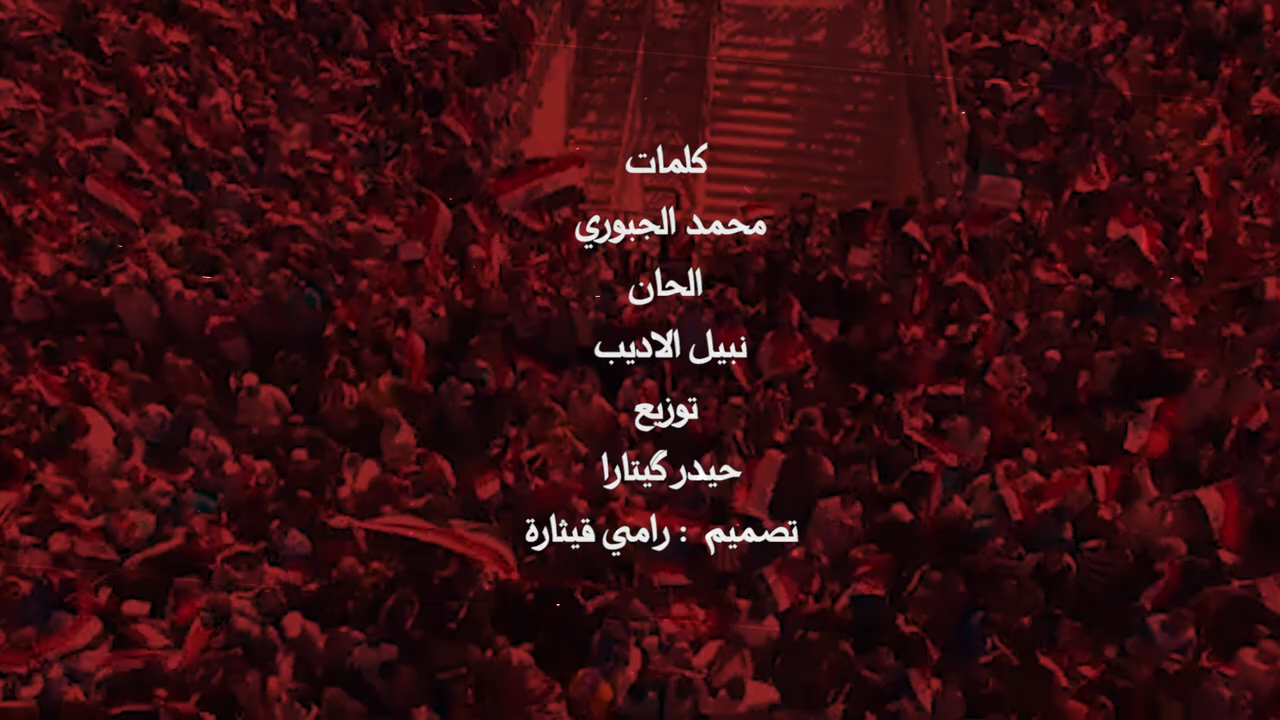 كلمات
محمد الجبوري
الحان
نبيل الاديب
توزيع
حيدر گيتارا
تصميم : رامي قيثارة